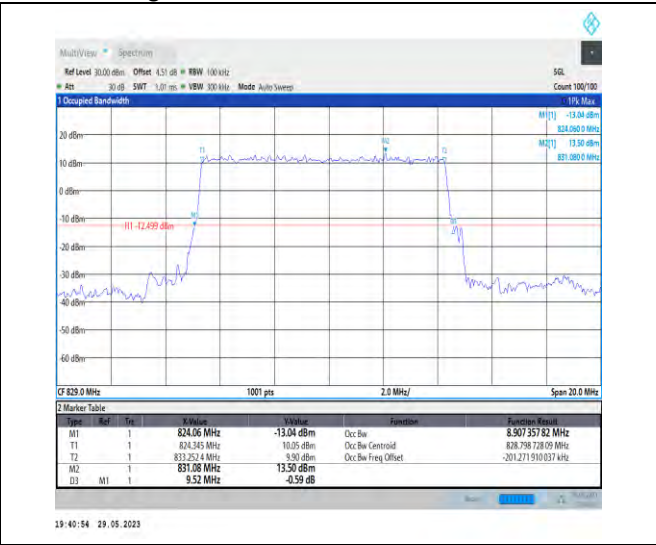 MultiView Spectrum
Ref Level 30.00 dBm Offset 4.51 dB RBW 100 kHz SGL
Att 30 dB SWT 1.01 ms VBW 300 kHz Mode Auto Sweep Count 100/100
1 Occupied Bandwidth 1Pk Max
M1[1] -13.04 dBm
824.060 0 MHz
M2[1] 13.50 dBm
831.080 0 MHz
20 dBm
T1 M2 T2
10 dBm
0 dBm
-10 dBm
M1
H1 -12.499 dBm
-20 dBm
-30 dBm
-40 dBm
-50 dBm
-60 dBm
CF 829.0 MHz 1001 pts 2.0 MHz/ Span 20.0 MHz
2 Marker Table
Type Ref Trc X-Value Y-Value Function Function Result
M1 1 824.06 MHz -13.04 dBm Occ Bw 8.907 357 82 MHz
T1 1 824.345 MHz 10.05 dBm Occ Bw Centroid 828.798 728 09 MHz
T2 1 833.252 4 MHz 9.90 dBm Occ Bw Freq Offset -201.271 910 037 kHz
M2 1 831.08 MHz 13.50 dBm
D3 M1 1 9.52 MHz -0.59 dB
19:40:54 29.05.2023